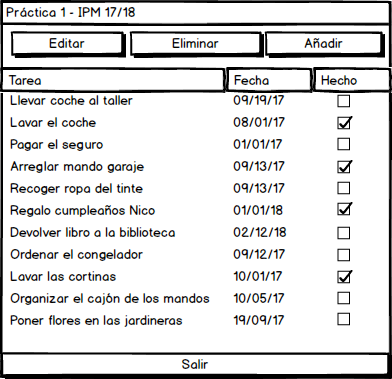 Práctica 1 - IPM 17/18
Editar Eliminar Añadir
Tarea Fecha Hecho
Llevar coche al taller 09/19/17
Lavar el coche 08/01/17
Pagar el seguro 01/01/17
Arreglar mando garaje 09/13/17
Recoger ropa del tinte 09/13/17
Regalo cumpleaños Nico 01/01/18
Devolver libro a la biblioteca 02/12/18
Ordenar el congelador 09/12/17
Lavar las cortinas 10/01/17
Organizar el cajón de los mandos 10/05/17
Poner flores en las jardineras 19/09/17
Salir